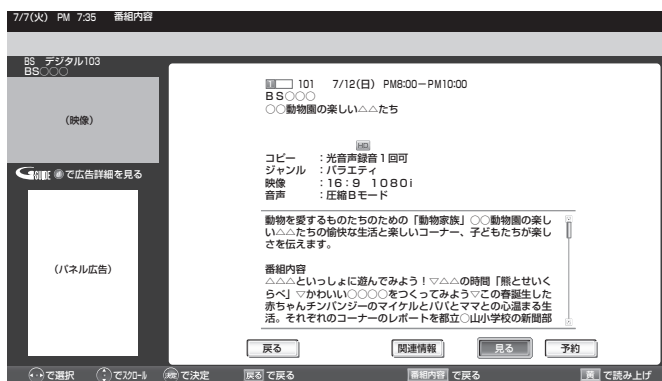 7/7(火) PM 7:35 番組内容
BS デジタル103
BS○○○
(映像)
GGUIDE で広告詳細を見る
(パネル広告)
101 7/12(日) PM8:00-PM10:00
BS○○○
○○動物園の楽しい△△たち
HD
コピー :光音声録音1回可
ジャンル :バラエティ
映像 :16:9 1080i
音声 :圧縮Bモード
動物を愛するものたちのための「動物家族」○○動物園の楽し
い△△たちの愉快な生活と楽しいコーナー、子どもたちが楽し
さを伝えます。
番組内容
△△△といっしょに遊んでみよう!▽△△の時間「熊とせいく
らべ」▽かわいい○○○○をつくってみよう▽この春誕生した
赤ちゃんチンパンジーのマイケルとパパとママとの心温まる生
活。それぞれのコーナーのレポートを都立○山小学校の新聞部
戻る 関連情報 見る 予約
で選択 でスクロール 決定 で決定 戻る で戻る 番組内容 で戻る 黄 で読み上げ